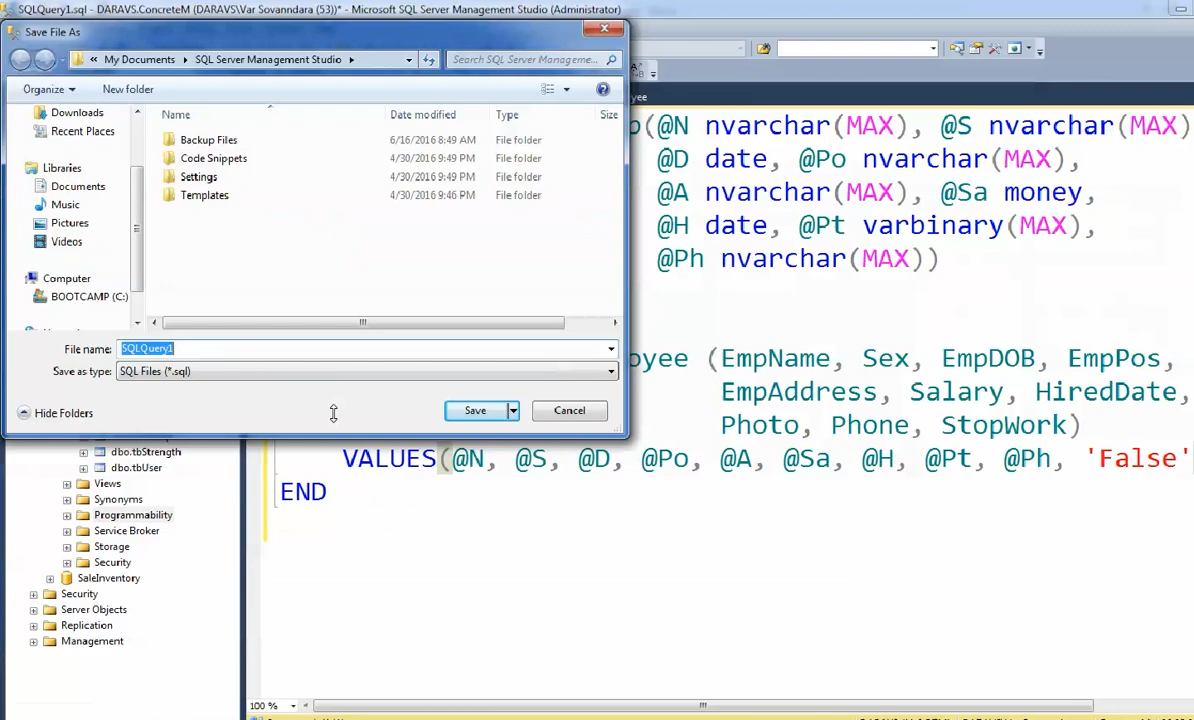 SQLQuery1.sql - DARAVS.ConcreteM (DARAVS\Var Sovanndara (53))* - Microsoft SQL Server Management Studio (Administrator)
Save File As
« My Documents ▸ SQL Server Management Studio ▸
Search SQL Server Manageme...
Organize
New folder
Downloads
Recent Places
Libraries
Documents
Music
Pictures
Videos
Computer
BOOTCAMP (C:)
Name Date modified Type Size
Backup Files 6/16/2016 8:49 AM File folder
Code Snippets 4/30/2016 9:49 PM File folder
Settings 4/30/2016 9:49 PM File folder
Templates 4/30/2016 9:46 PM File folder
File name: SQLQuery1
Save as type: SQL Files (*.sql)
Hide Folders
Save
Cancel
yee
p(@N nvarchar(MAX), @S nvarchar(MAX)
@D date, @Po nvarchar(MAX),
@A nvarchar(MAX), @Sa money,
@H date, @Pt varbinary(MAX),
@Ph nvarchar(MAX))
oyee (EmpName, Sex, EmpDOB, EmpPos,
EmpAddress, Salary, HiredDate,
Photo, Phone, StopWork)
VALUES(@N, @S, @D, @Po, @A, @Sa, @H, @Pt, @Ph, 'False'
END
dbo.tbStrength
dbo.tbUser
Views
Synonyms
Programmability
Service Broker
Storage
Security
SaleInventory
Security
Server Objects
Replication
Management
100 %